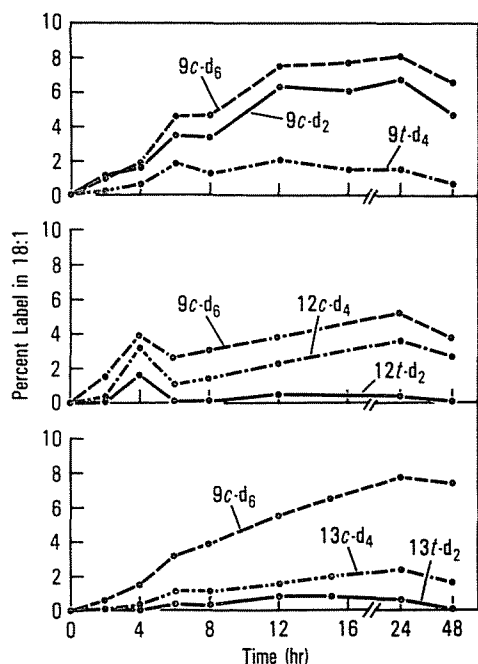 10
8
9c-d6
6
4
9c-d2
9t-d4
2
0
Percent Label in 18:1
10
8
6
9c-d6
12c-d4
4
2
12t-d2
0
10
8
9c-d6
6
4
13c-d4
13t-d2
2
0
0 4 8 12 16 24 48
Time (hr)